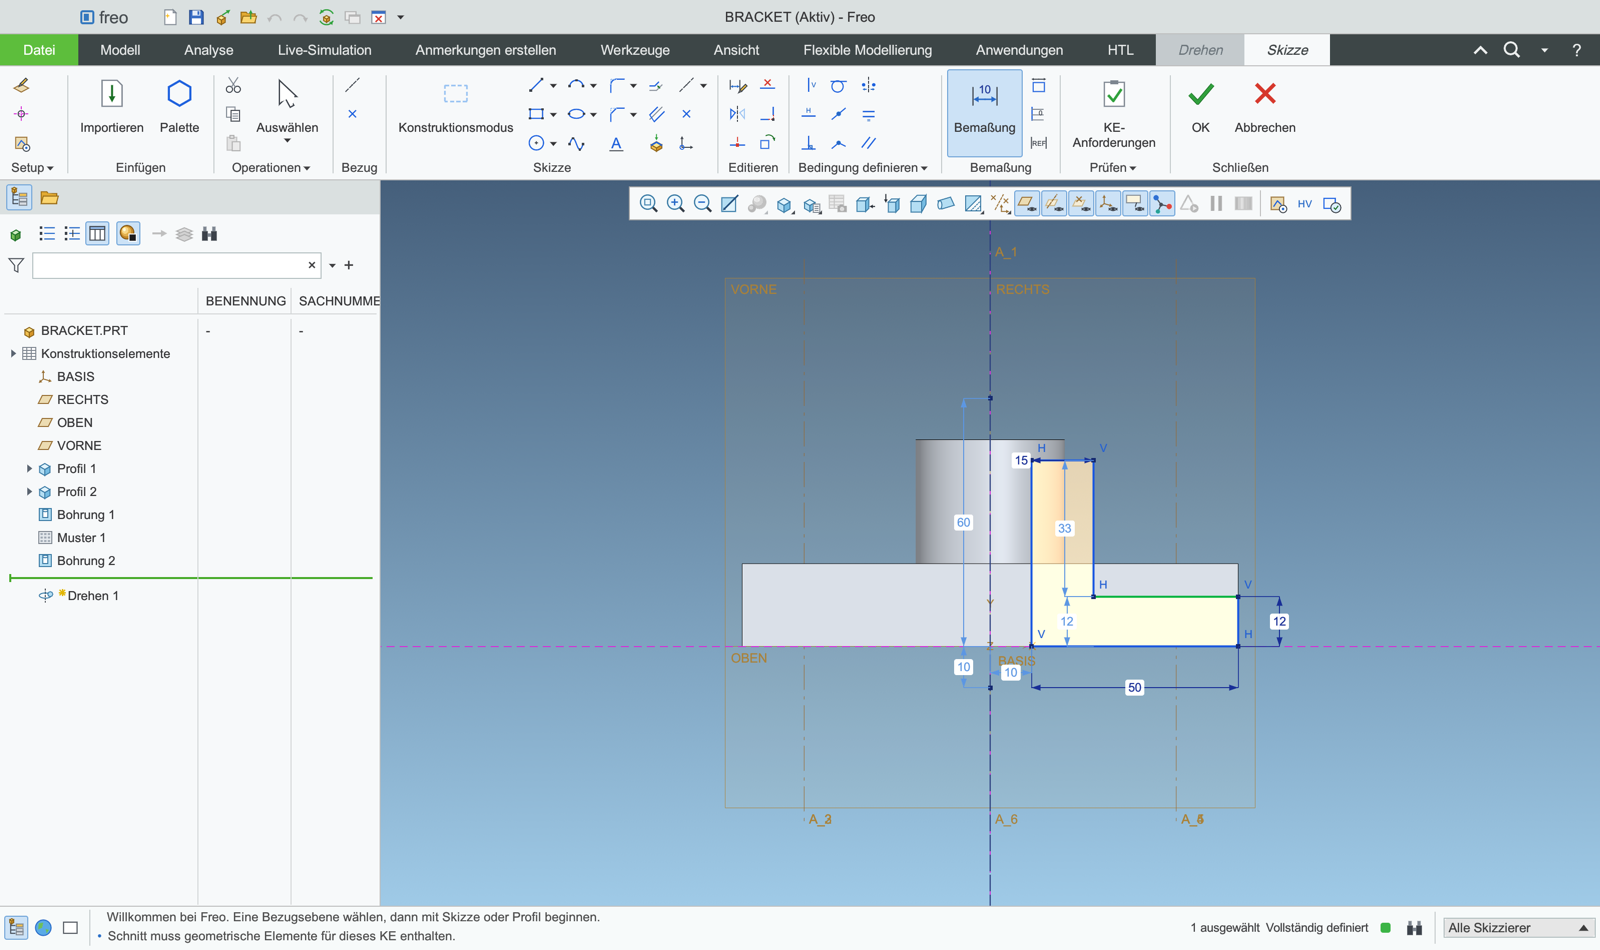 freo
BRACKET (Aktiv) - Freo
Datei
Modell
Analyse
Live-Simulation
Anmerkungen erstellen
Werkzeuge
Ansicht
Flexible Modellierung
Anwendungen
HTL
Drehen
Skizze
?
Importieren
Palette
Auswählen
Konstruktionsmodus
A
H
V
REF
10
Bemaßung
KE-
Anforderungen
OK
Abbrechen
Setup
Einfügen
Operationen
Bezug
Skizze
Editieren
Bedingung definieren
Bemaßung
Prüfen
Schließen
HV
BENENNUNG
SACHNUMME
BRACKET.PRT
-
-
Konstruktionselemente
BASIS
RECHTS
OBEN
VORNE
Profil 1
Profil 2
Bohrung 1
Muster 1
Bohrung 2
Drehen 1
A_1
VORNE
RECHTS
H
V
15
60
33
H
V
12
12
V
H
OBEN
BASIS
10
10
50
A_6
Willkommen bei Freo. Eine Bezugsebene wählen, dann mit Skizze oder Profil beginnen.
• Schnitt muss geometrische Elemente für dieses KE enthalten.
1 ausgewählt Vollständig definiert
Alle Skizzierer